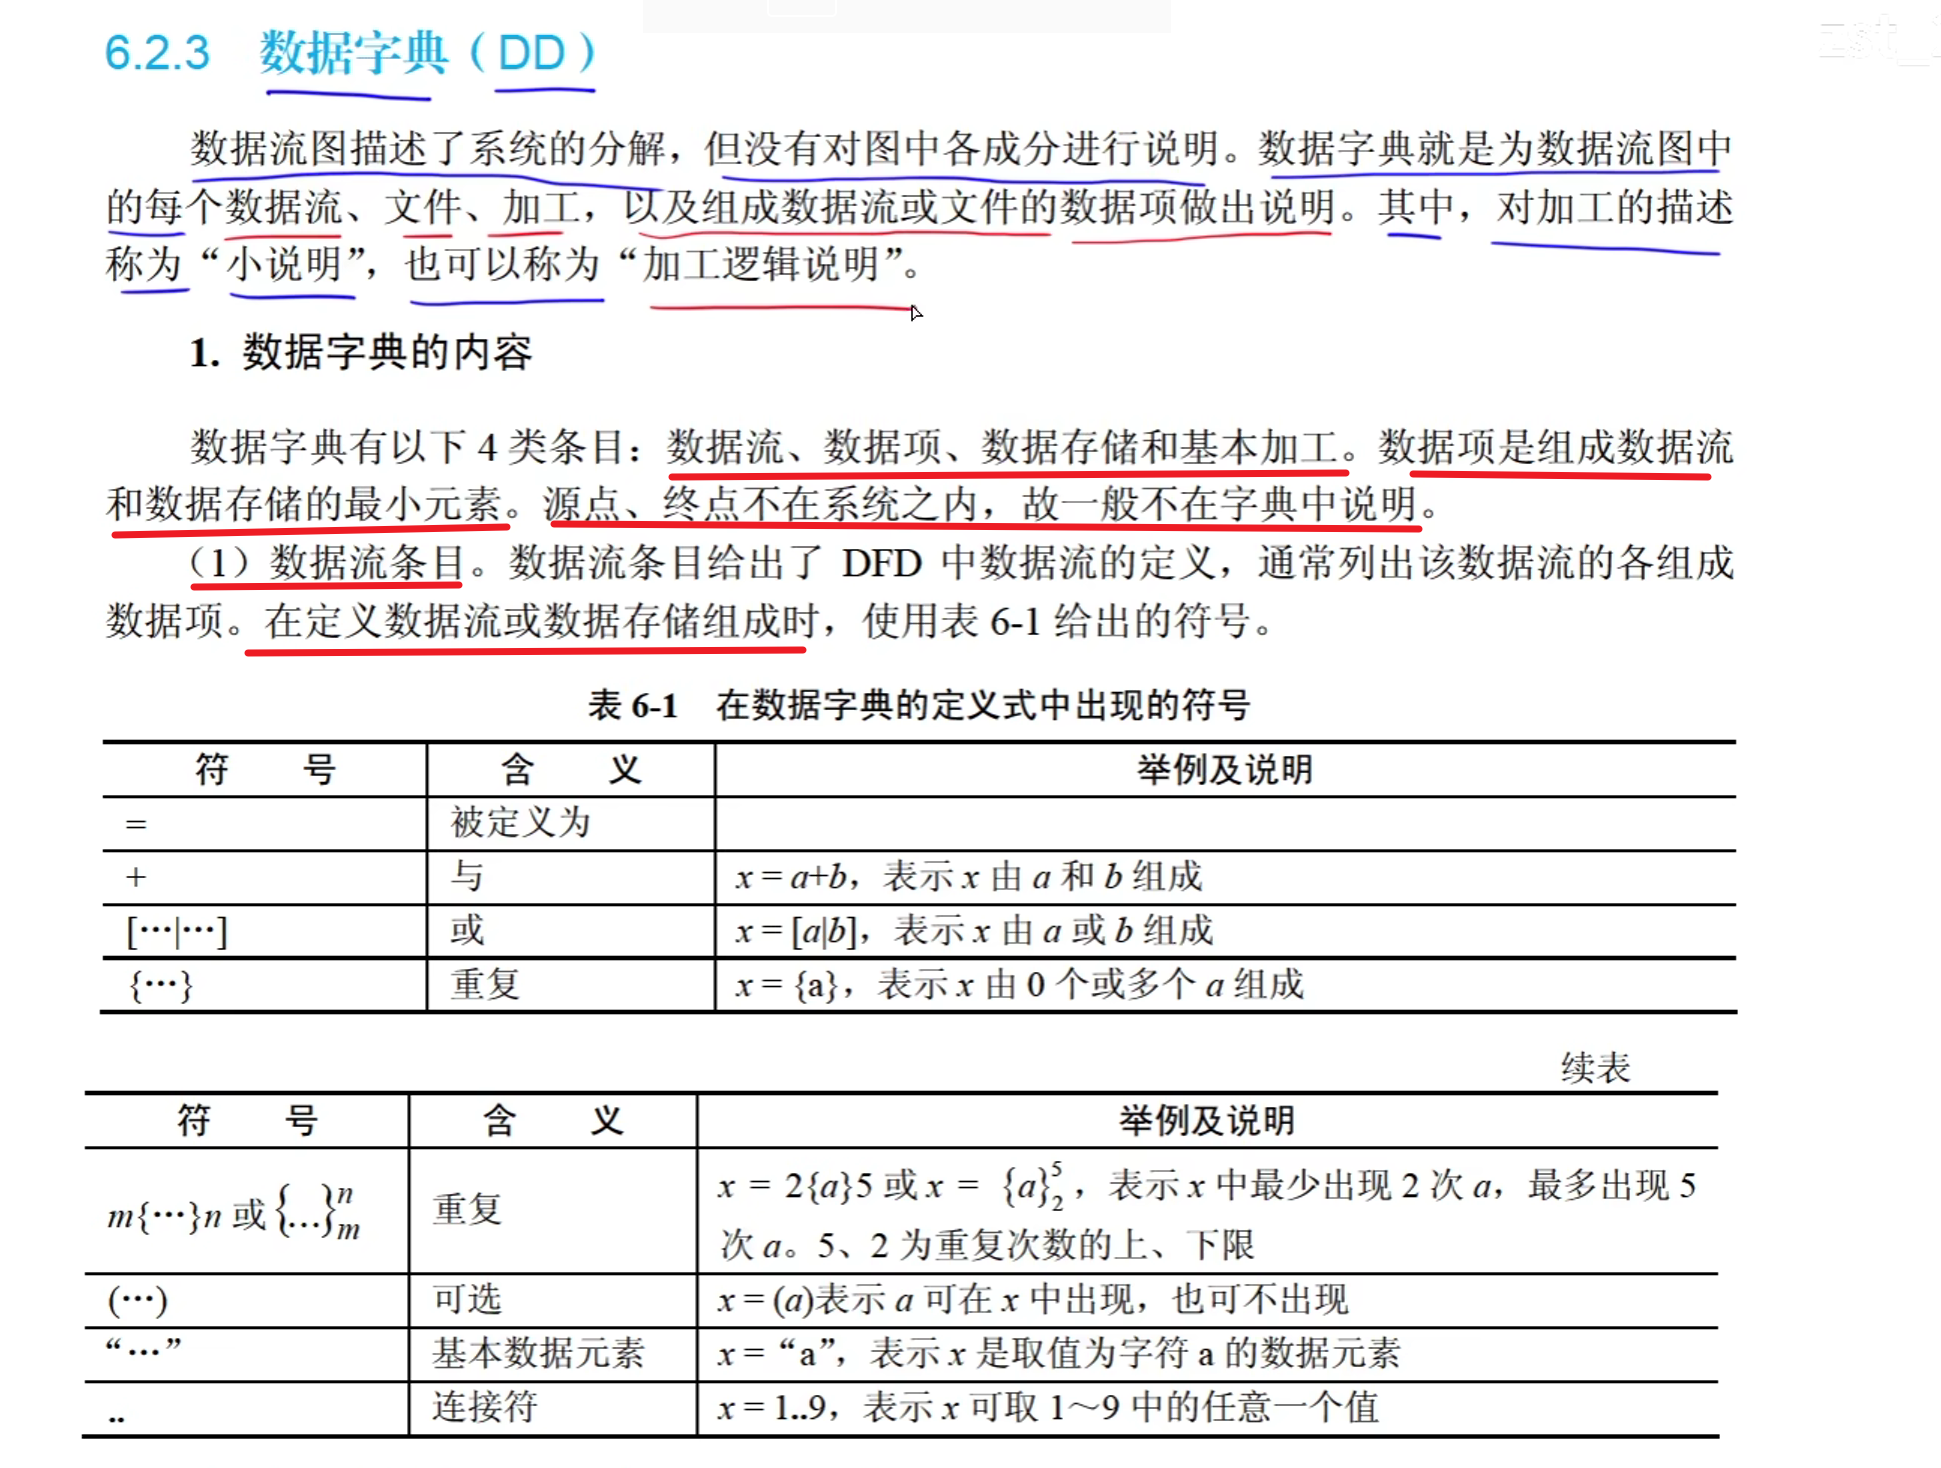 6.2.3 数据字典（DD）
数据流图描述了系统的分解，但没有对图中各成分进行说明。数据字典就是为数据流图中
的每个数据流、文件、加工，以及组成数据流或文件的数据项做出说明。其中，对加工的描述
称为“小说明”，也可以称为“加工逻辑说明”。
1. 数据字典的内容
数据字典有以下 4 类条目：数据流、数据项、数据存储和基本加工。数据项是组成数据流
和数据存储的最小元素。源点、终点不在系统之内，故一般不在字典中说明。
（1）数据流条目。数据流条目给出了 DFD 中数据流的定义，通常列出该数据流的各组成
数据项。在定义数据流或数据存储组成时，使用表 6-1 给出的符号。
表 6-1 在数据字典的定义式中出现的符号
符 号 含 义 举例及说明
= 被定义为
+ 与 x = a+b，表示 x 由 a 和 b 组成
[…|…] 或 x = [a|b]，表示 x 由 a 或 b 组成
{…} 重复 x = {a}，表示 x 由 0 个或多个 a 组成
续表
符 号 含 义 举例及说明
m{…}n 或 {…}ⁿₘ 重复 x = 2{a}5 或 x = {a}⁵₂，表示 x 中最少出现 2 次 a，最多出现 5
次 a。5、2 为重复次数的上、下限
(…) 可选 x = (a)表示 a 可在 x 中出现，也可不出现
“…” 基本数据元素 x = “a”，表示 x 是取值为字符 a 的数据元素
.. 连接符 x = 1..9，表示 x 可取 1～9 中的任意一个值